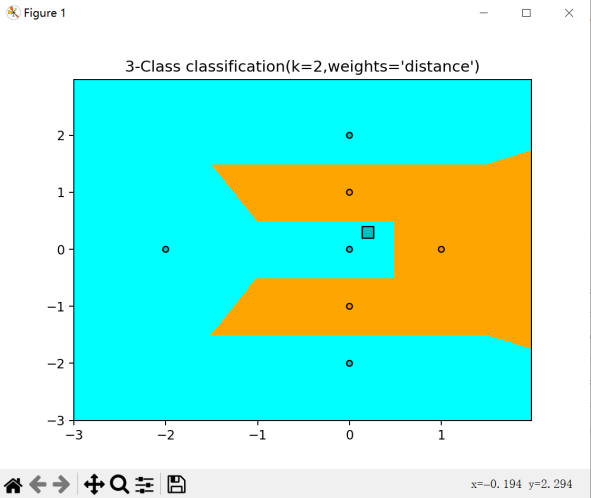 Figure 1
3-Class classification(k=2,weights='distance')
2
1
0
−1
−2
−3
−3 −2 −1 0 1
x=−0.194 y=2.294